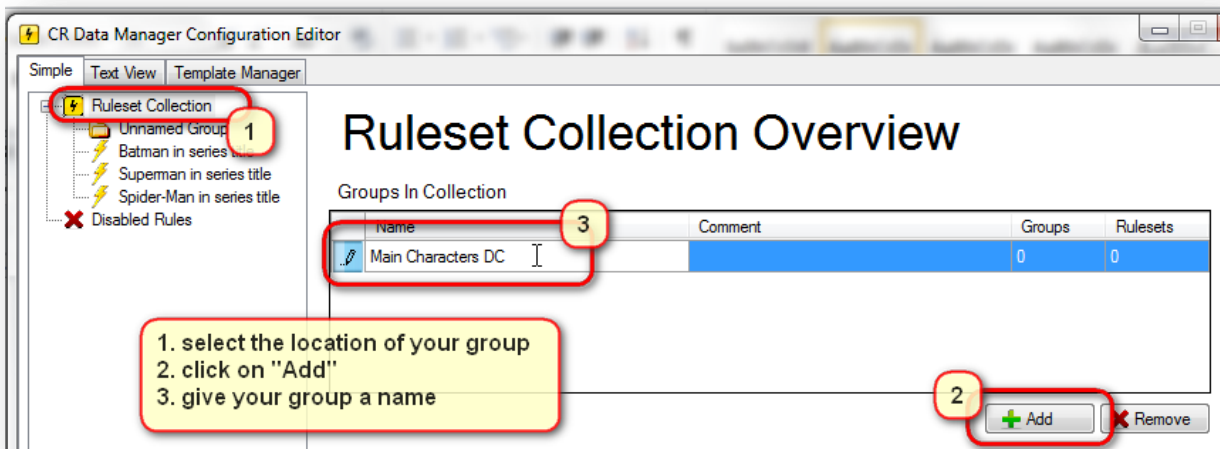 CR Data Manager Configuration Editor
Simple Text View Template Manager
Ruleset Collection
1
Unnamed Group
Batman in series title
Superman in series title
Spider-Man in series title
Disabled Rules
Ruleset Collection Overview
Groups In Collection
3
Name Comment Groups Rulesets
Main Characters DC 0 0
1. select the location of your group
2. click on "Add"
3. give your group a name
2
Add Remove